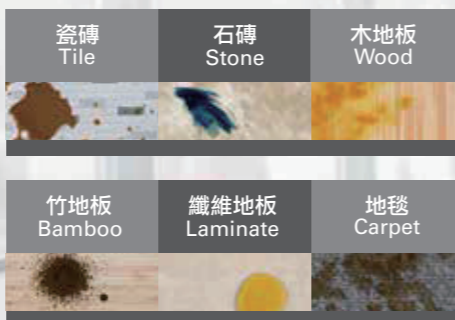 瓷磚
Tile
石磚
Stone
木地板
Wood
竹地板
Bamboo
纖維地板
Laminate
地毯
Carpet